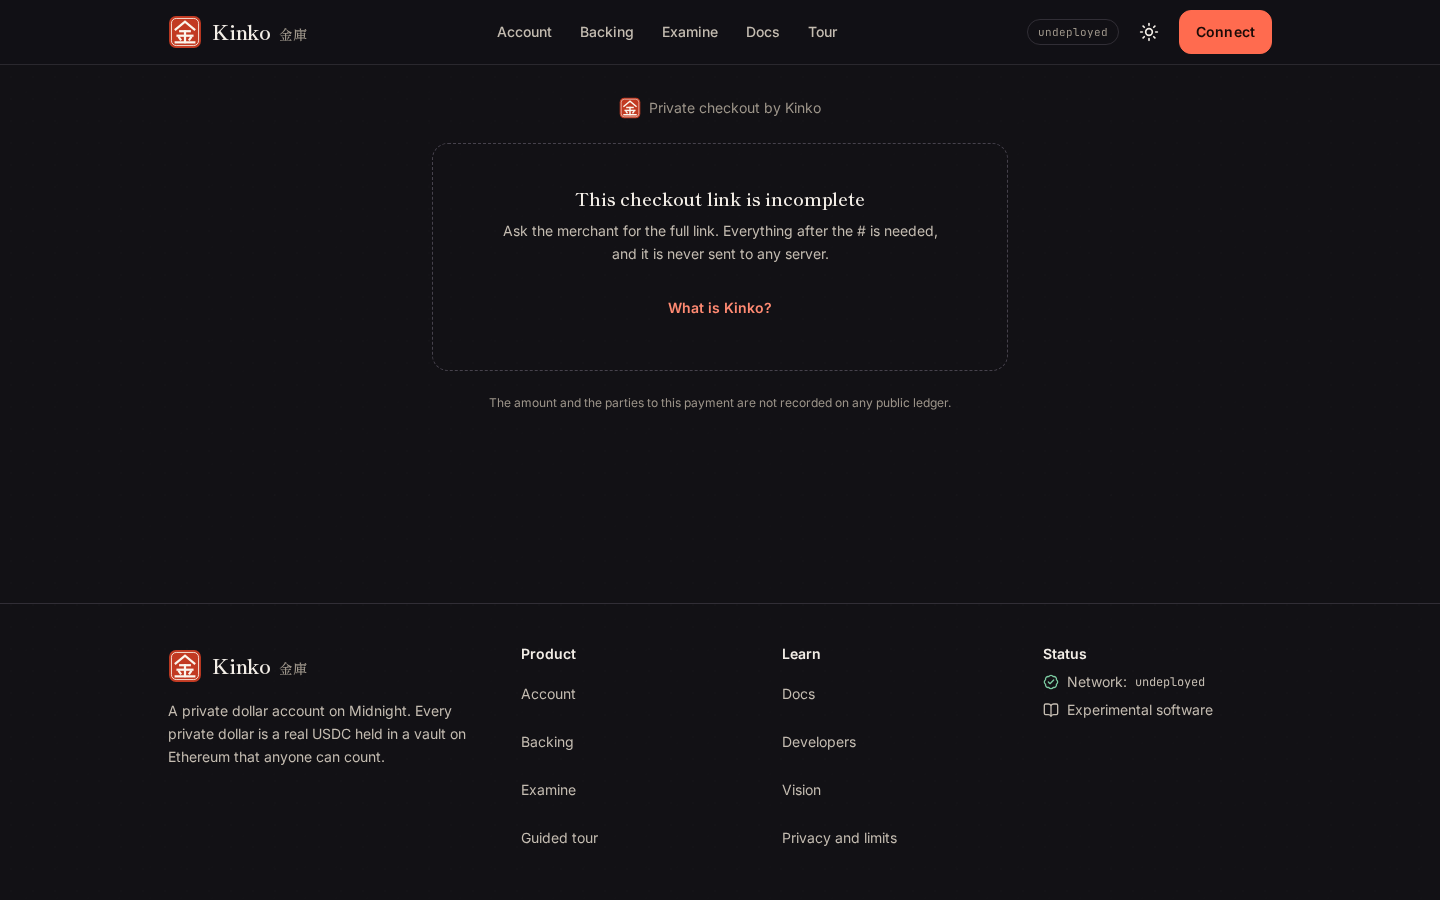 金 Kinko 金庫
Account Backing Examine Docs Tour
undeployed
Connect
金 Private checkout by Kinko
This checkout link is incomplete
Ask the merchant for the full link. Everything after the # is needed,
and it is never sent to any server.
What is Kinko?
The amount and the parties to this payment are not recorded on any public ledger.
金 Kinko 金庫
A private dollar account on Midnight. Every
private dollar is a real USDC held in a vault on
Ethereum that anyone can count.
Product
Account
Backing
Examine
Guided tour
Learn
Docs
Developers
Vision
Privacy and limits
Status
Network: undeployed
Experimental software